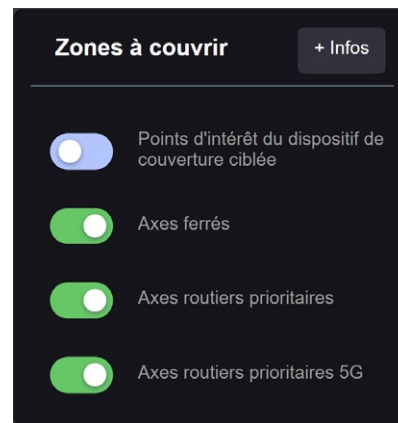 Zones à couvrir
+ Infos
Points d'intérêt du dispositif de
couverture ciblée
Axes ferrés
Axes routiers prioritaires
Axes routiers prioritaires 5G